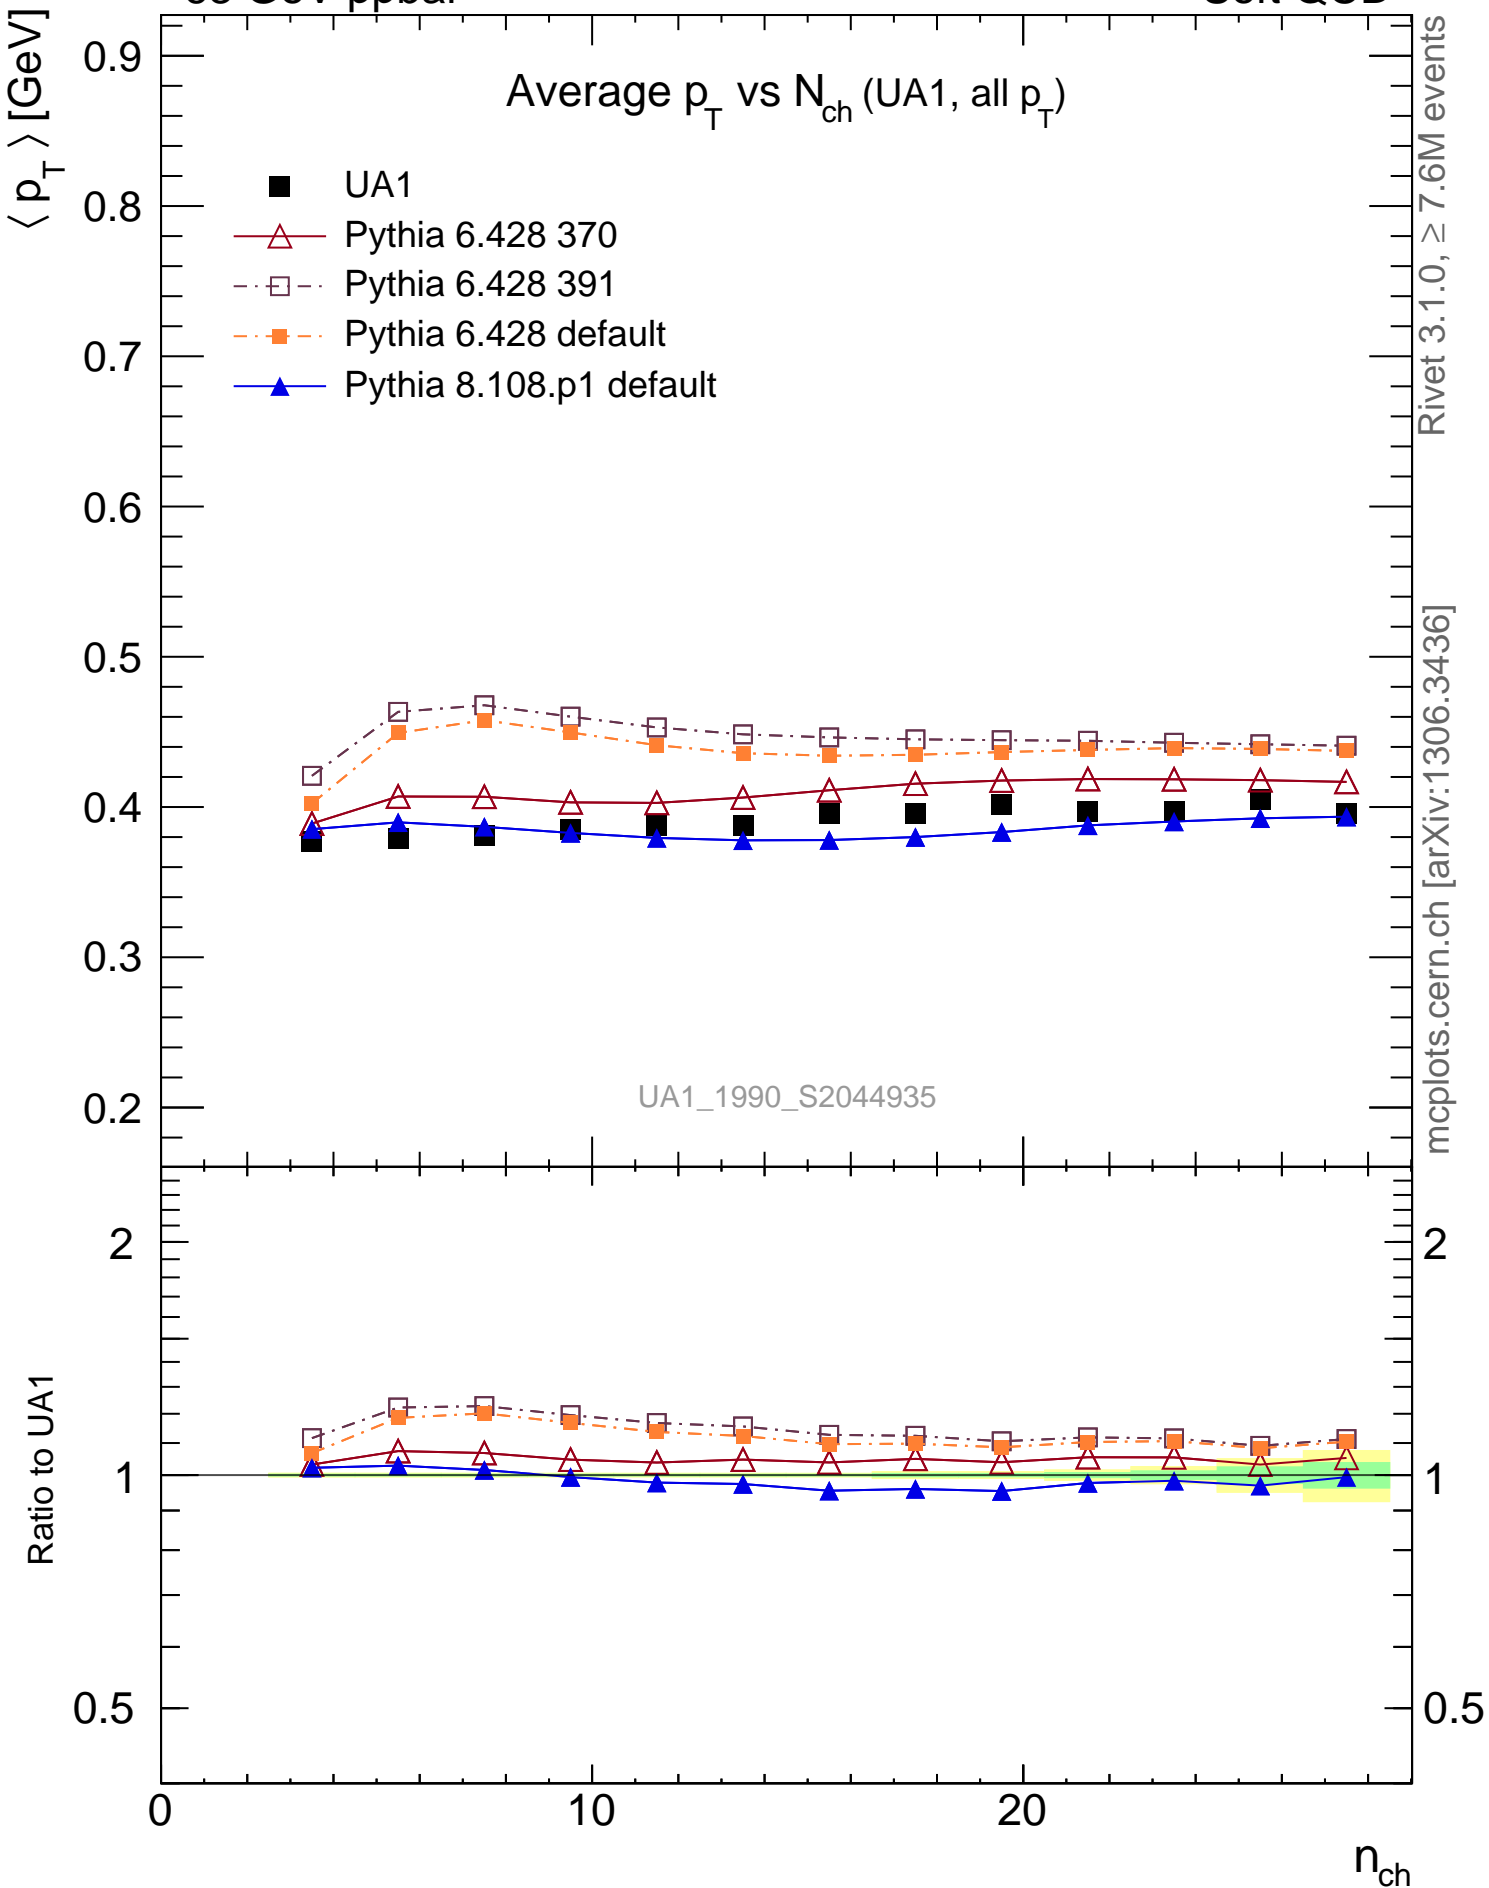 ⟨ p_T ⟩ [GeV]
Average p_T vs N_ch (UA1, all p_T)
UA1
Pythia 6.428 370
Pythia 6.428 391
Pythia 6.428 default
Pythia 8.108.p1 default
0.9
0.8
0.7
0.6
0.5
0.4
0.3
0.2
UA1_1990_S2044935
Rivet 3.1.0, ≥ 7.6M events
mcplots.cern.ch [arXiv:1306.3436]
Ratio to UA1
2
1
0.5
2
1
0.5
0
10
20
n_ch